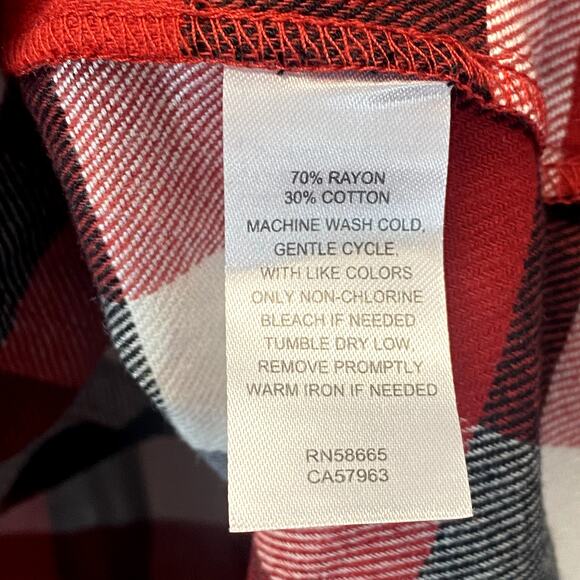 70% RAYON
30% COTTON
MACHINE WASH COLD,
GENTLE CYCLE,
WITH LIKE COLORS
ONLY NON-CHLORINE
BLEACH IF NEEDED
TUMBLE DRY LOW,
REMOVE PROMPTLY
WARM IRON IF NEEDED
RN58665
CA57963